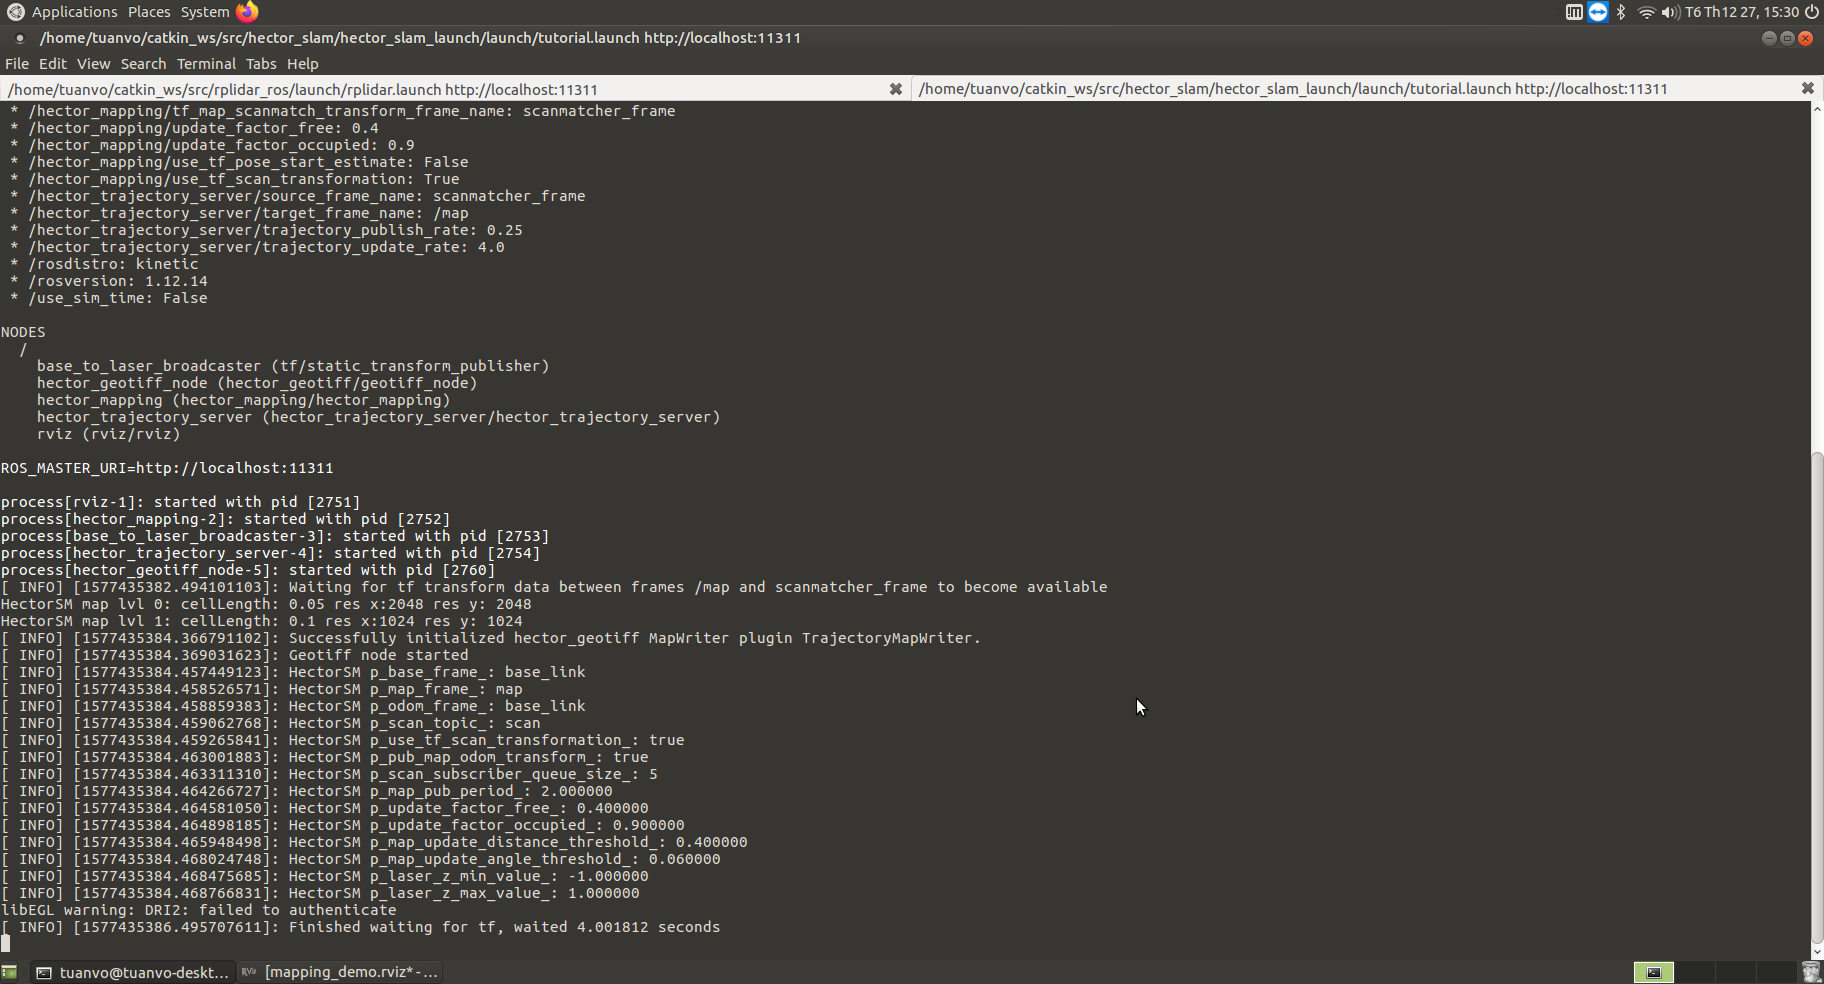 Applications Places System
T6 Th12 27, 15:30
/home/tuanvo/catkin_ws/src/hector_slam/hector_slam_launch/launch/tutorial.launch http://localhost:11311
File Edit View Search Terminal Tabs Help
/home/tuanvo/catkin_ws/src/rplidar_ros/launch/rplidar.launch http://localhost:11311
/home/tuanvo/catkin_ws/src/hector_slam/hector_slam_launch/launch/tutorial.launch http://localhost:11311
* /hector_mapping/tf_map_scanmatch_transform_frame_name: scanmatcher_frame
* /hector_mapping/update_factor_free: 0.4
* /hector_mapping/update_factor_occupied: 0.9
* /hector_mapping/use_tf_pose_start_estimate: False
* /hector_mapping/use_tf_scan_transformation: True
* /hector_trajectory_server/source_frame_name: scanmatcher_frame
* /hector_trajectory_server/target_frame_name: /map
* /hector_trajectory_server/trajectory_publish_rate: 0.25
* /hector_trajectory_server/trajectory_update_rate: 4.0
* /rosdistro: kinetic
* /rosversion: 1.12.14
* /use_sim_time: False
NODES
/
base_to_laser_broadcaster (tf/static_transform_publisher)
hector_geotiff_node (hector_geotiff/geotiff_node)
hector_mapping (hector_mapping/hector_mapping)
hector_trajectory_server (hector_trajectory_server/hector_trajectory_server)
rviz (rviz/rviz)
ROS_MASTER_URI=http://localhost:11311
process[rviz-1]: started with pid [2751]
process[hector_mapping-2]: started with pid [2752]
process[base_to_laser_broadcaster-3]: started with pid [2753]
process[hector_trajectory_server-4]: started with pid [2754]
process[hector_geotiff_node-5]: started with pid [2760]
[ INFO] [1577435382.494101103]: Waiting for tf transform data between frames /map and scanmatcher_frame to become available
HectorSM map lvl 0: cellLength: 0.05 res x:2048 res y: 2048
HectorSM map lvl 1: cellLength: 0.1 res x:1024 res y: 1024
[ INFO] [1577435384.366791102]: Successfully initialized hector_geotiff MapWriter plugin TrajectoryMapWriter.
[ INFO] [1577435384.369031623]: Geotiff node started
[ INFO] [1577435384.457449123]: HectorSM p_base_frame_: base_link
[ INFO] [1577435384.458526571]: HectorSM p_map_frame_: map
[ INFO] [1577435384.458859383]: HectorSM p_odom_frame_: base_link
[ INFO] [1577435384.459062768]: HectorSM p_scan_topic_: scan
[ INFO] [1577435384.459265841]: HectorSM p_use_tf_scan_transformation_: true
[ INFO] [1577435384.463001883]: HectorSM p_pub_map_odom_transform_: true
[ INFO] [1577435384.463311310]: HectorSM p_scan_subscriber_queue_size_: 5
[ INFO] [1577435384.464266727]: HectorSM p_map_pub_period_: 2.000000
[ INFO] [1577435384.464581050]: HectorSM p_update_factor_free_: 0.400000
[ INFO] [1577435384.464898185]: HectorSM p_update_factor_occupied_: 0.900000
[ INFO] [1577435384.465948498]: HectorSM p_map_update_distance_threshold_: 0.400000
[ INFO] [1577435384.468024748]: HectorSM p_map_update_angle_threshold_: 0.060000
[ INFO] [1577435384.468475685]: HectorSM p_laser_z_min_value_: -1.000000
[ INFO] [1577435384.468766831]: HectorSM p_laser_z_max_value_: 1.000000
libEGL warning: DRI2: failed to authenticate
[ INFO] [1577435386.495707611]: Finished waiting for tf, waited 4.001812 seconds
tuanvo@tuanvo-deskt...
RViz [mapping_demo.rviz* - ...